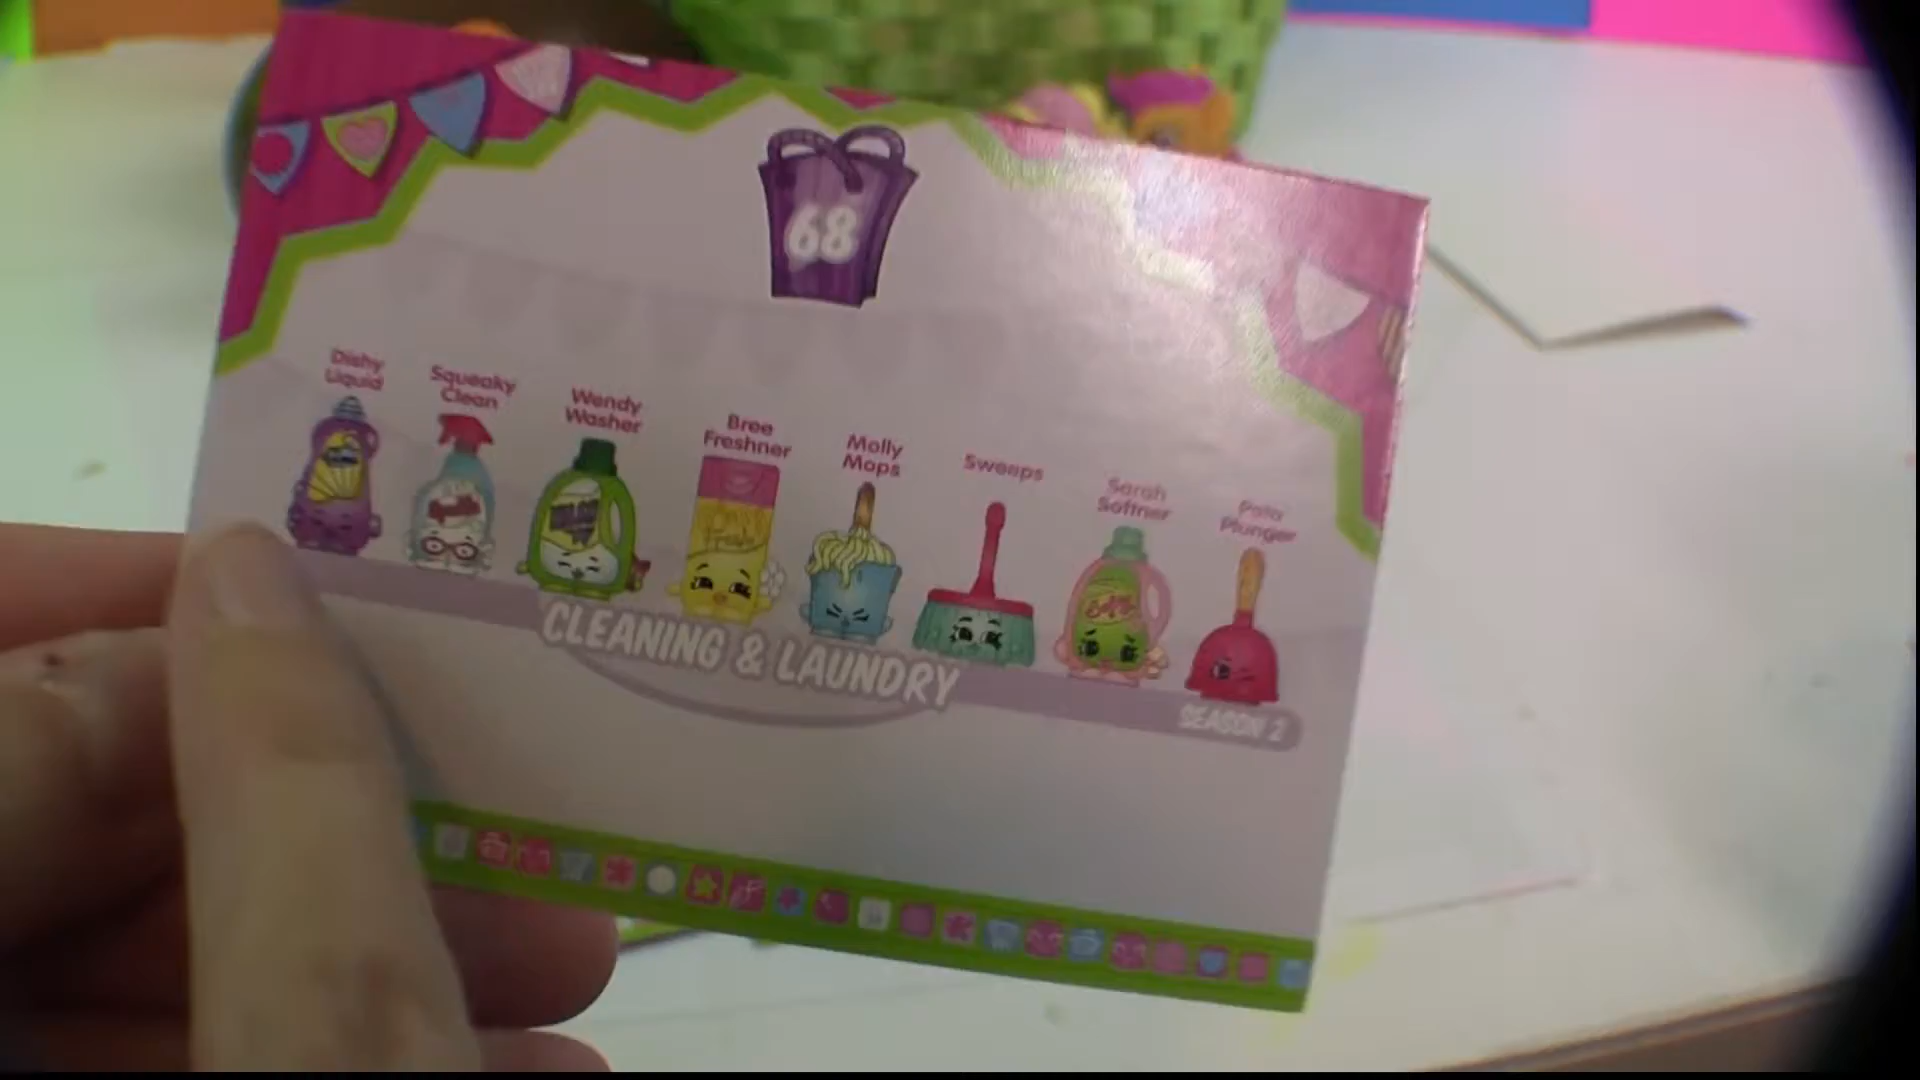 68
Dishy
Liquid
Squeaky
Clean
Wendy
Washer
Bree
Freshner
Molly
Mops
Sweeps
Sarah
Softner
Plunger
CLEANING & LAUNDRY
SEASON 2